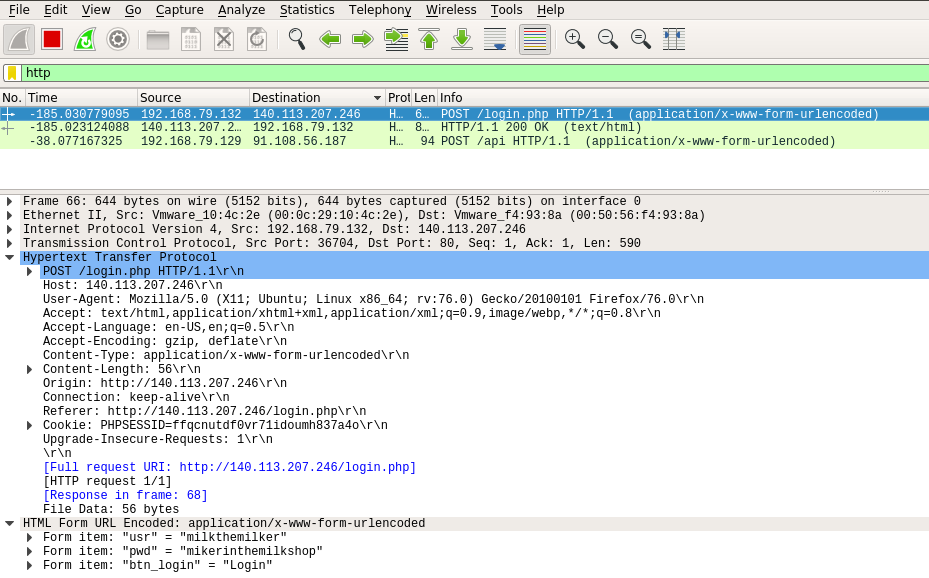 File Edit View Go Capture Analyze Statistics Telephony Wireless Tools Help
http
No. Time Source Destination Prot Len Info
-185.030779095 192.168.79.132 140.113.207.246 H… 6… POST /login.php HTTP/1.1 (application/x-www-form-urlencoded)
-185.023124088 140.113.207.2… 192.168.79.132 H… 8… HTTP/1.1 200 OK (text/html)
-38.077167325 192.168.79.129 91.108.56.187 H… 94 POST /api HTTP/1.1 (application/x-www-form-urlencoded)
Frame 66: 644 bytes on wire (5152 bits), 644 bytes captured (5152 bits) on interface 0
Ethernet II, Src: Vmware_10:4c:2e (00:0c:29:10:4c:2e), Dst: Vmware_f4:93:8a (00:50:56:f4:93:8a)
Internet Protocol Version 4, Src: 192.168.79.132, Dst: 140.113.207.246
Transmission Control Protocol, Src Port: 36704, Dst Port: 80, Seq: 1, Ack: 1, Len: 590
Hypertext Transfer Protocol
POST /login.php HTTP/1.1\r\n
Host: 140.113.207.246\r\n
User-Agent: Mozilla/5.0 (X11; Ubuntu; Linux x86_64; rv:76.0) Gecko/20100101 Firefox/76.0\r\n
Accept: text/html,application/xhtml+xml,application/xml;q=0.9,image/webp,*/*;q=0.8\r\n
Accept-Language: en-US,en;q=0.5\r\n
Accept-Encoding: gzip, deflate\r\n
Content-Type: application/x-www-form-urlencoded\r\n
Content-Length: 56\r\n
Origin: http://140.113.207.246\r\n
Connection: keep-alive\r\n
Referer: http://140.113.207.246/login.php\r\n
Cookie: PHPSESSID=ffqcnutdf0vr71idoumh837a4o\r\n
Upgrade-Insecure-Requests: 1\r\n
\r\n
[Full request URI: http://140.113.207.246/login.php]
[HTTP request 1/1]
[Response in frame: 68]
File Data: 56 bytes
HTML Form URL Encoded: application/x-www-form-urlencoded
Form item: "usr" = "milkthemilker"
Form item: "pwd" = "mikerinthemilkshop"
Form item: "btn_login" = "Login"